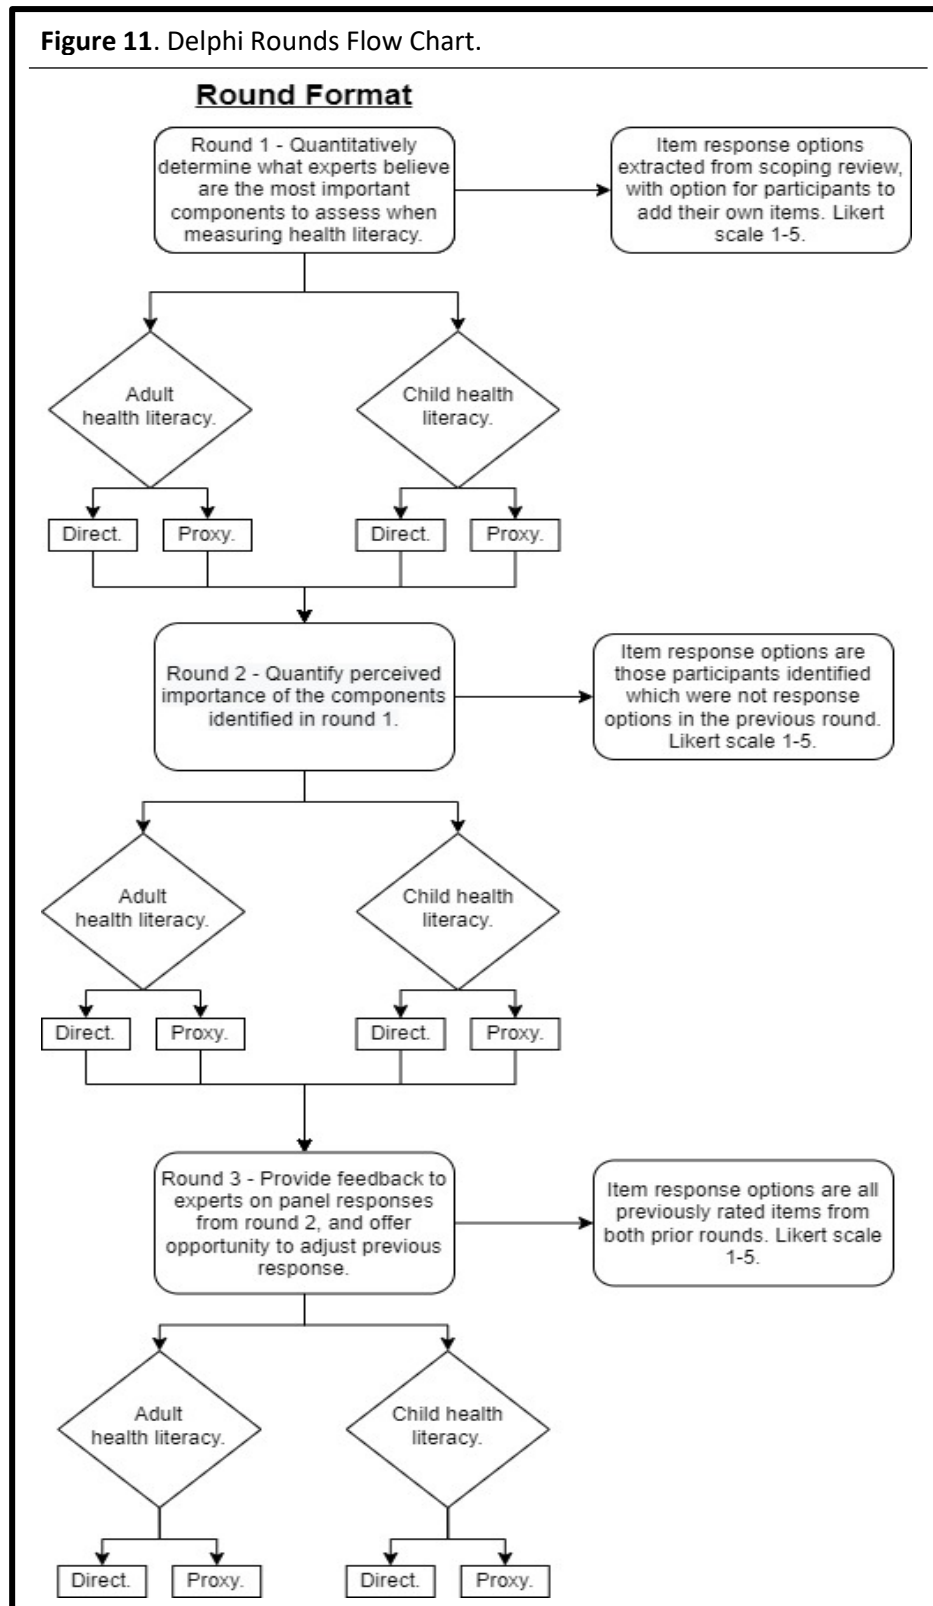 Figure 11. Delphi Rounds Flow Chart.
Round Format
Round 1 - Quantitatively
determine what experts believe
are the most important
components to assess when
measuring health literacy.
Item response options
extracted from scoping review,
with option for participants to
add their own items. Likert
scale 1-5.
Adult
health literacy.
Child health
literacy.
Direct.
Proxy.
Direct.
Proxy.
Round 2 - Quantify perceived
importance of the components
identified in round 1.
Item response options are
those participants identified
which were not response
options in the previous round.
Likert scale 1-5.
Adult
health literacy.
Child health
literacy.
Direct.
Proxy.
Direct.
Proxy.
Round 3 - Provide feedback to
experts on panel responses
from round 2, and offer
opportunity to adjust previous
response.
Item response options are all
previously rated items from
both prior rounds. Likert scale
1-5.
Adult
health literacy.
Child health
literacy.
Direct.
Proxy.
Direct.
Proxy.